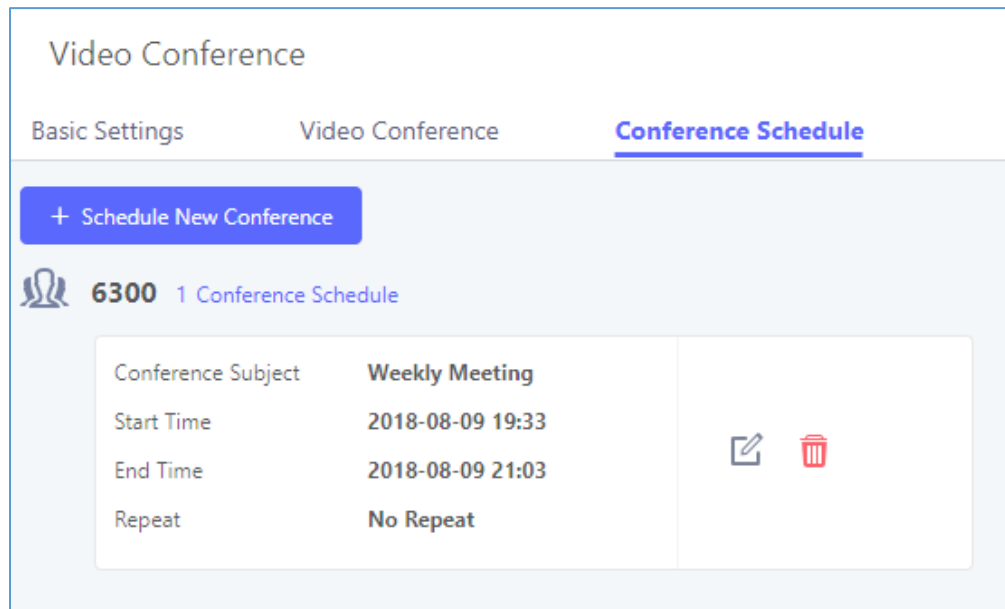 Video Conference
Basic Settings Video Conference Conference Schedule
+ Schedule New Conference
6300 1 Conference Schedule
Conference Subject Weekly Meeting
Start Time 2018-08-09 19:33
End Time 2018-08-09 21:03
Repeat No Repeat